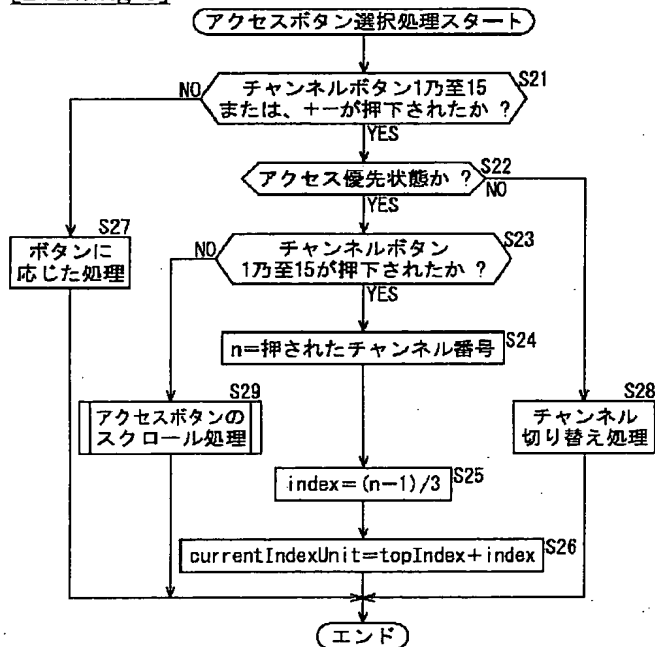 アクセスボタン選択処理スタート
S21
チャンネルボタン1乃至15
または、+−が押下されたか ?
NO
YES
S22
アクセス優先状態か ?
NO
YES
S27
ボタンに
応じた処理
S23
チャンネルボタン
1乃至15が押下されたか ?
NO
YES
S24
n=押されたチャンネル番号
S29
アクセスボタンの
スクロール処理
S28
チャンネル
切り替え処理
S25
index=(n−1)/3
S26
currentIndexUnit=topIndex+index
エンド